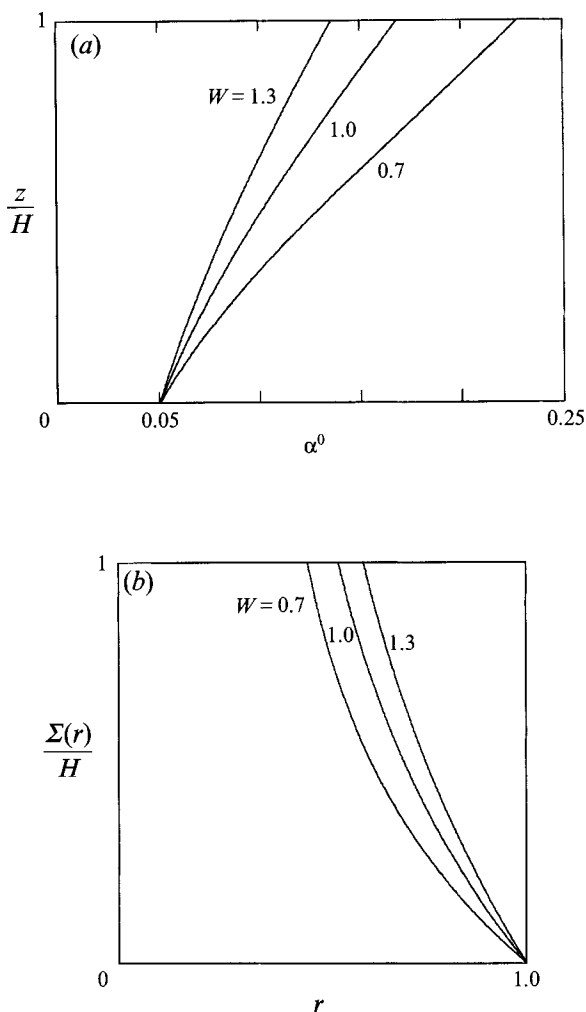 1
(a)
W = 1.3
1.0
0.7
z
H
0
0.05
0.25
α⁰
1
(b)
W = 0.7
1.0
1.3
Σ(r)
H
0
1.0
r